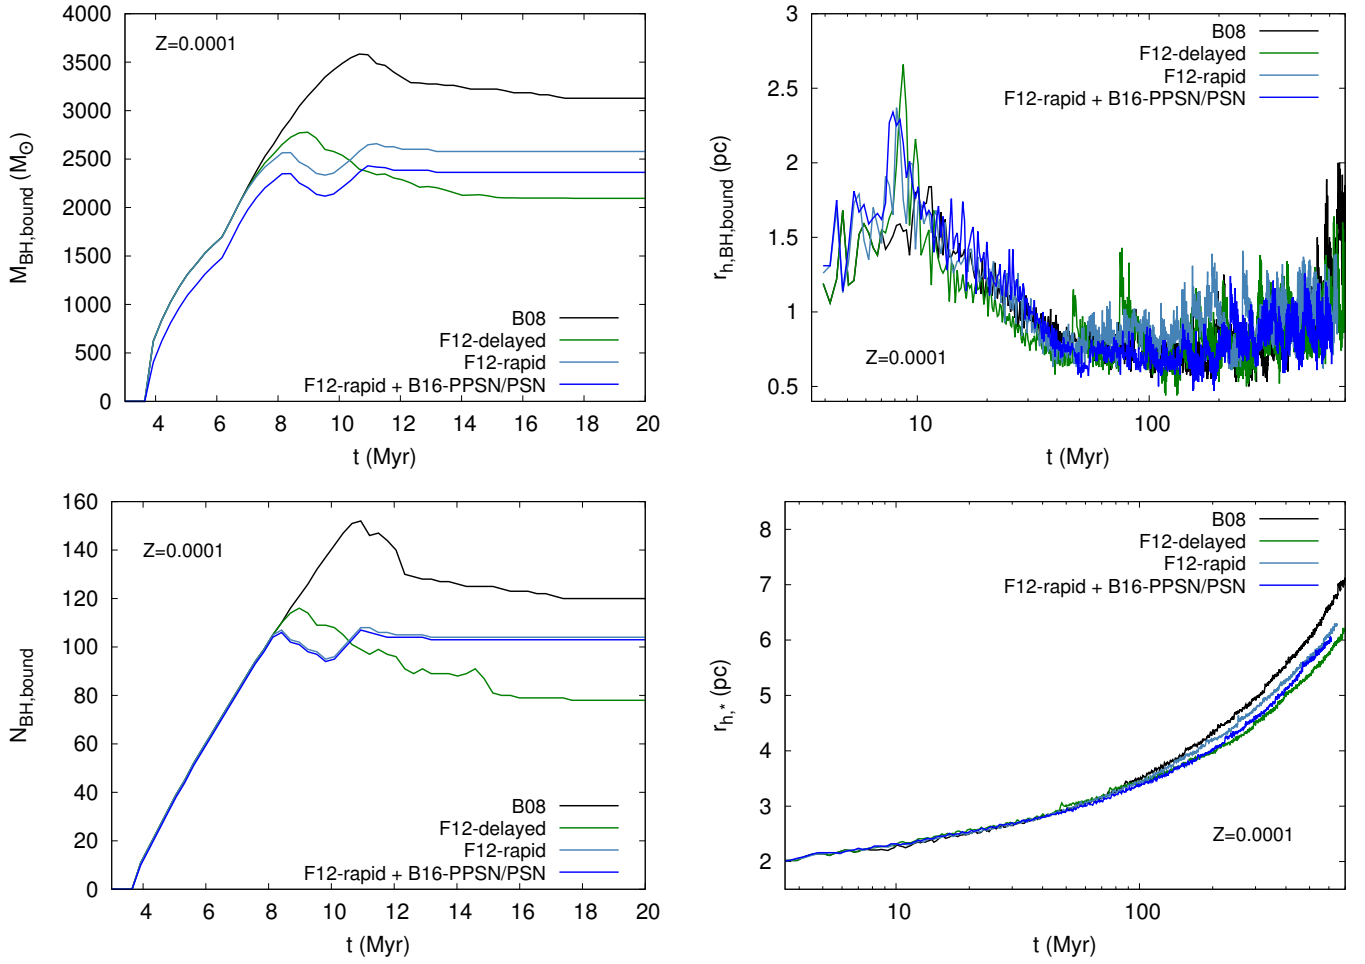 4000
3500
3000
2500
2000
1500
1000
500
0
M_BH,bound (M_⊙)
Z=0.0001
B08
F12-delayed
F12-rapid
F12-rapid + B16-PPSN/PSN
4 6 8 10 12 14 16 18 20
t (Myr)
3
2.5
2
1.5
1
0.5
r_h,BH,bound (pc)
B08
F12-delayed
F12-rapid
F12-rapid + B16-PPSN/PSN
Z=0.0001
10 100
t (Myr)
160
140
120
100
80
60
40
20
0
N_BH,bound
Z=0.0001
B08
F12-delayed
F12-rapid
F12-rapid + B16-PPSN/PSN
4 6 8 10 12 14 16 18 20
t (Myr)
8
7
6
5
4
3
2
r_h,* (pc)
B08
F12-delayed
F12-rapid
F12-rapid + B16-PPSN/PSN
Z=0.0001
10 100
t (Myr)